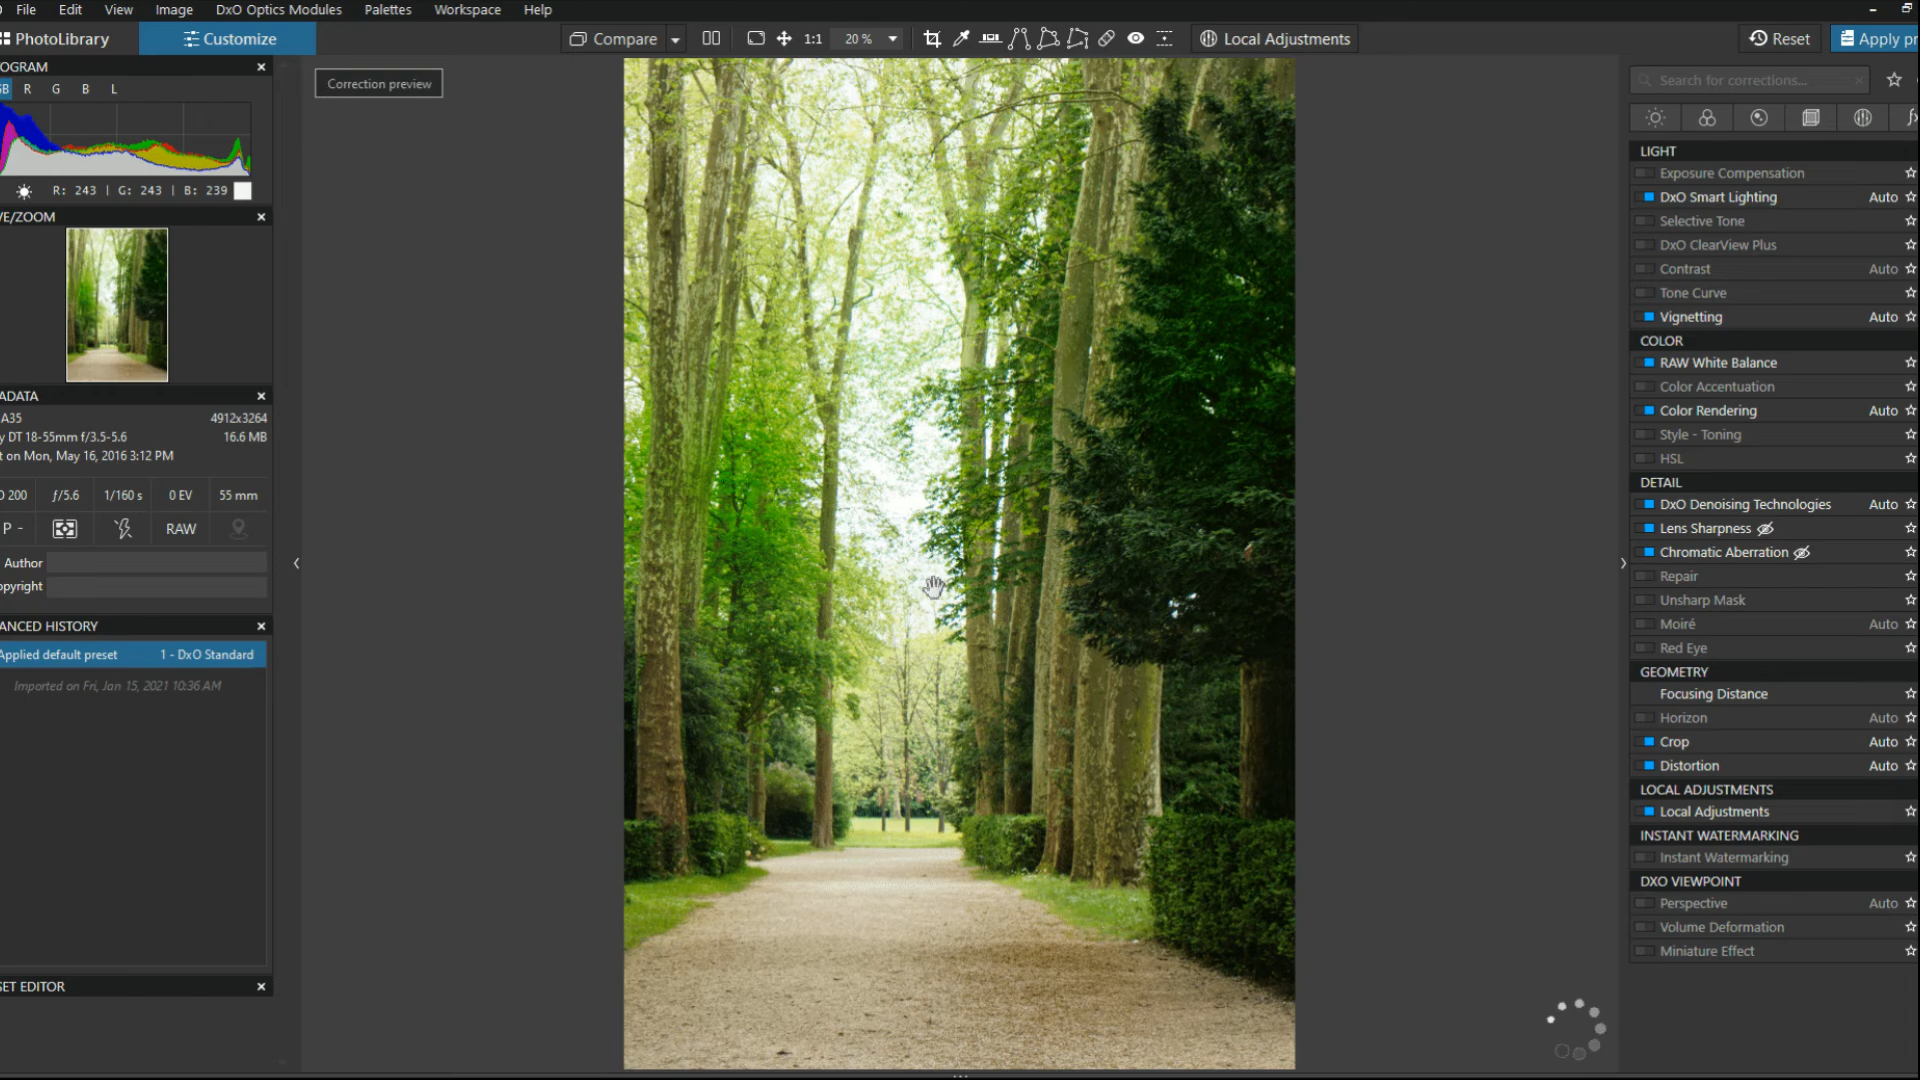 File Edit View Image DxO Optics Modules Palettes Workspace Help
PhotoLibrary Customize Compare 1:1 20 % Local Adjustments Reset Apply pr
OGRAM
B R G B L
R: 243 | G: 243 | B: 239
VE/ZOOM
ADATA
A35 4912x3264
y DT 18-55mm f/3.5-5.6 16.6 MB
t on Mon, May 16, 2016 3:12 PM
O 200 ƒ/5.6 1/160 s 0 EV 55 mm
P - RAW
Author
opyright
ANCED HISTORY
Applied default preset 1 - DxO Standard
Imported on Fri, Jan 15, 2021 10:36 AM
SET EDITOR
Correction preview
Search for corrections...
LIGHT
Exposure Compensation
DxO Smart Lighting Auto
Selective Tone
DxO ClearView Plus
Contrast Auto
Tone Curve
Vignetting Auto
COLOR
RAW White Balance
Color Accentuation
Color Rendering Auto
Style - Toning
HSL
DETAIL
DxO Denoising Technologies Auto
Lens Sharpness
Chromatic Aberration
Repair
Unsharp Mask
Moiré Auto
Red Eye
GEOMETRY
Focusing Distance
Horizon Auto
Crop Auto
Distortion Auto
LOCAL ADJUSTMENTS
Local Adjustments
INSTANT WATERMARKING
Instant Watermarking
DXO VIEWPOINT
Perspective Auto
Volume Deformation
Miniature Effect